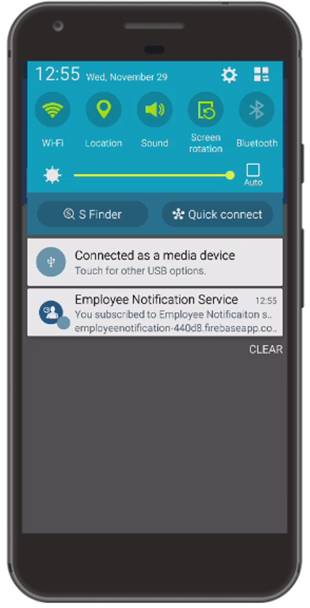 12:55 Wed, November 29
Wi-Fi Location Sound Screen rotation Bluetooth
Auto
S Finder Quick connect
Connected as a media device
Touch for other USB options.
Employee Notification Service 12:55
You subscribed to Employee Notificaiton s..
employeenotification-440d8.firebaseapp.co..
CLEAR